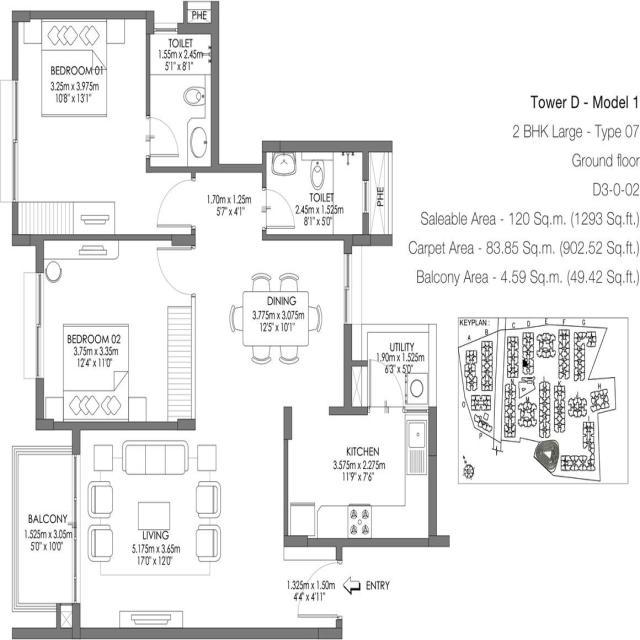 PHE
TOILET
1.55m x 2.45m
5'1" x 8'1"
BEDROOM 01
3.25m x 3.975m
10'8" x 13'1"
Tower D - Model 1
2 BHK Large - Type 07
Ground floor
D3-0-02
Saleable Area - 120 Sq.m. (1293 Sq.ft.)
Carpet Area - 83.85 Sq.m. (902.52 Sq.ft.)
Balcony Area - 4.59 Sq.m. (49.42 Sq.ft.)
1.70m x 1.25m
5'7" x 4'1"
TOILET
2.45m x 1.525m
8'1" x 5'0"
PHE
DINING
3.775m x 3.075m
12'5" x 10'1"
BEDROOM 02
3.75m x 3.35m
12'4" x 11'0"
UTILITY
1.90m x 1.525m
6'3" x 5'0"
KEYPLAN :
A
B
C
D
E
F
G
H
P
KITCHEN
3.575m x 2.275m
11'9" x 7'6"
BALCONY
1.525m x 3.05m
5'0" x 10'0"
LIVING
5.175m x 3.65m
17'0" x 12'0"
1.325m x 1.50m
4'4" x 4'11"
ENTRY